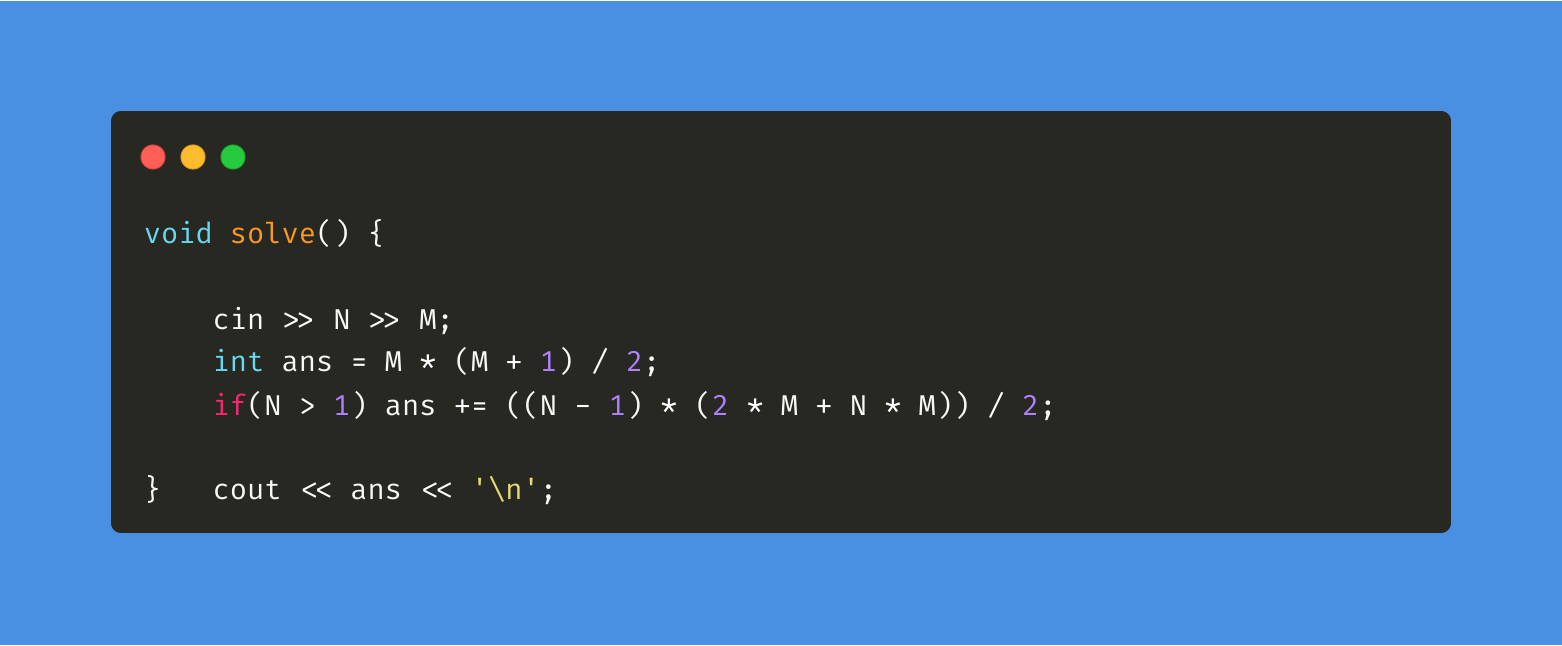 void solve() {
    cin >> N >> M;
    int ans = M * (M + 1) / 2;
    if(N > 1) ans += ((N - 1) * (2 * M + N * M)) / 2;
}   cout << ans << '\n';